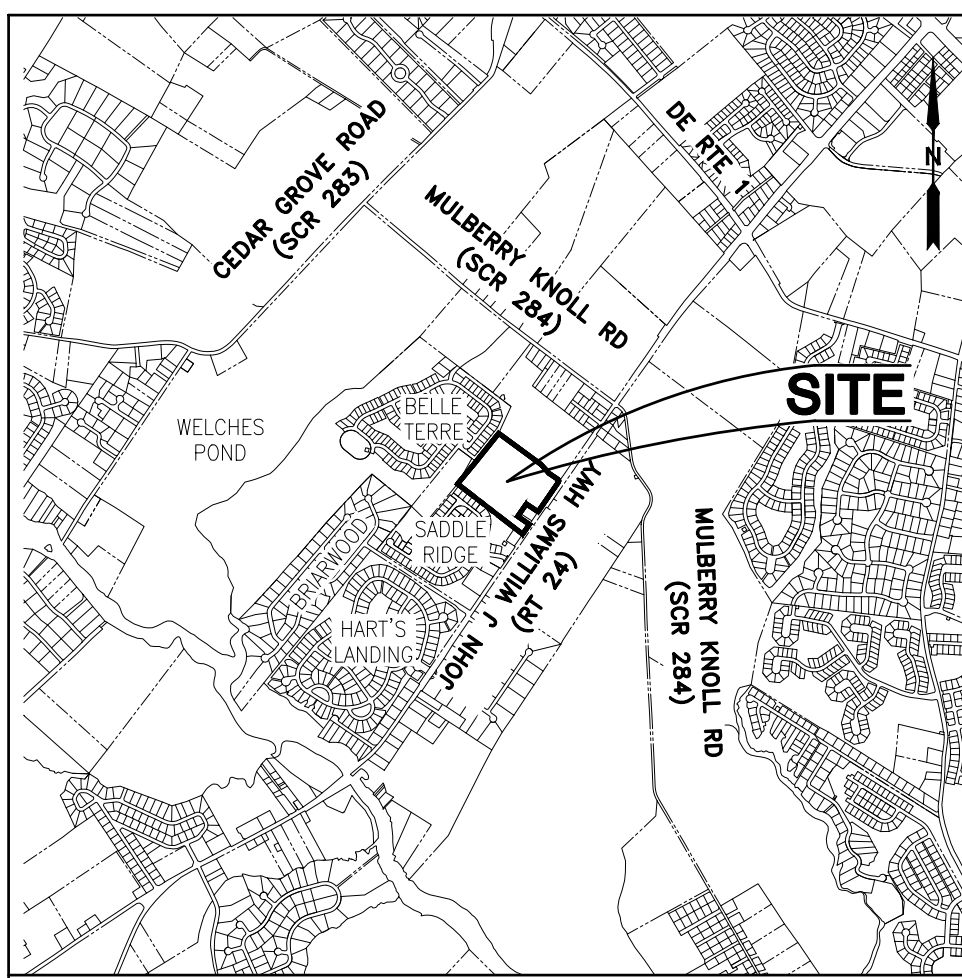 CEDAR GROVE ROAD
(SCR 283)
DE RTE 1
N
MULBERRY KNOLL RD
(SCR 284)
SITE
BELLE
TERRE
WELCHES
POND
SADDLE
RIDGE
BRIARWOOD
HART'S
LANDING
JOHN J WILLIAMS HWY
(RT 24)
MULBERRY KNOLL RD
(SCR 284)